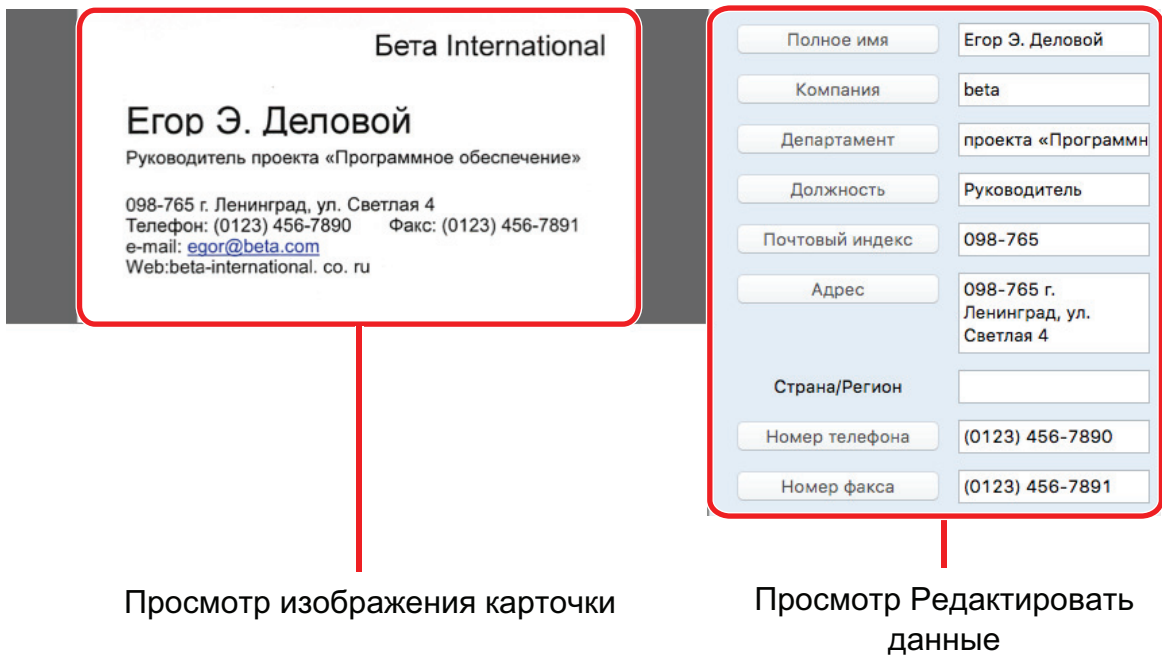 Бета International
Егор Э. Деловой
Руководитель проекта «Программное обеспечение»
098-765 г. Ленинград, ул. Светлая 4
Телефон: (0123) 456-7890 Факс: (0123) 456-7891
e-mail: egor@beta.com
Web:beta-international. co. ru
Полное имя Егор Э. Деловой
Компания beta
Департамент проекта «Программн
Должность Руководитель
Почтовый индекс 098-765
Адрес 098-765 г.
Ленинград, ул.
Светлая 4
Страна/Регион
Номер телефона (0123) 456-7890
Номер факса (0123) 456-7891
Просмотр изображения карточки
Просмотр Редактировать
данные